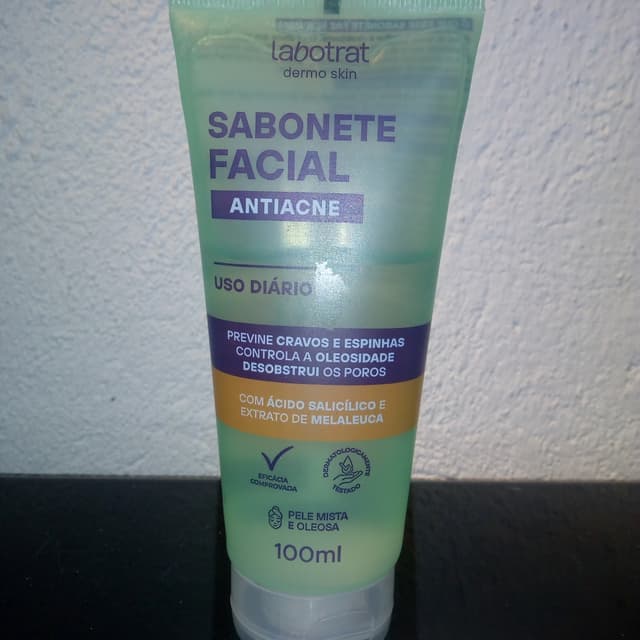 labotrat
dermo skin
SABONETE
FACIAL
ANTIACNE
USO DIÁRIO
PREVINE CRAVOS E ESPINHAS
CONTROLA A OLEOSIDADE
DESOBSTRUI OS POROS
COM ÁCIDO SALICÍLICO E
EXTRATO DE MELALEUCA
EFICÁCIA
COMPROVADA
DERMATOLOGICAMENTE
TESTADO
PELE MISTA
E OLEOSA
100ml